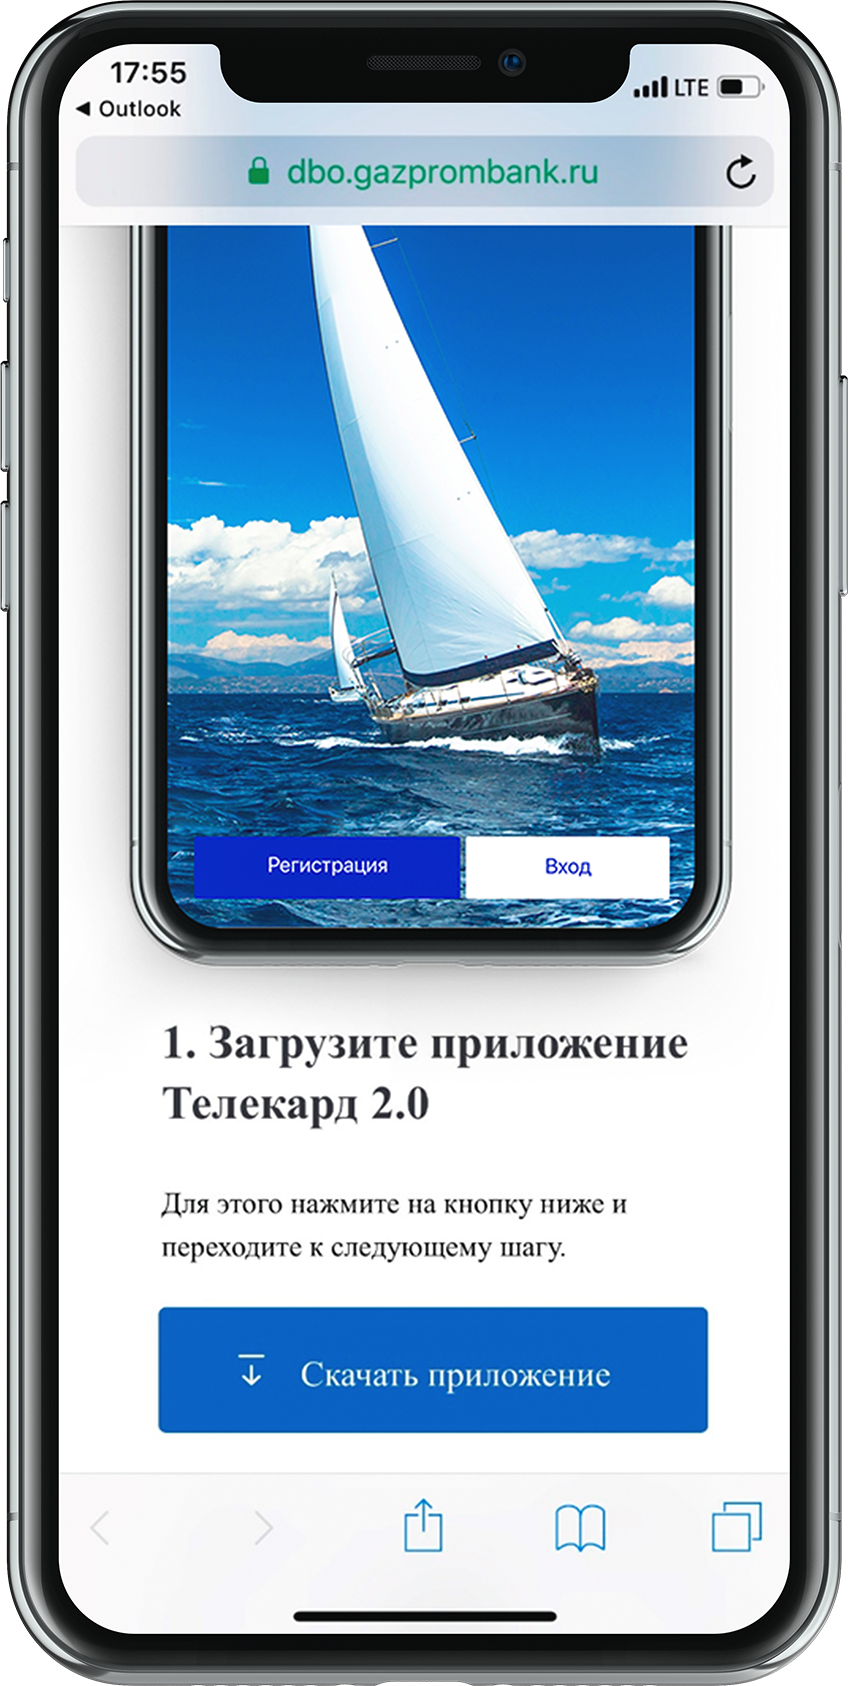 17:55
LTE
◀ Outlook
dbo.gazprombank.ru
Регистрация
Вход
1. Загрузите приложение
Телекард 2.0
Для этого нажмите на кнопку ниже и
переходите к следующему шагу.
Скачать приложение